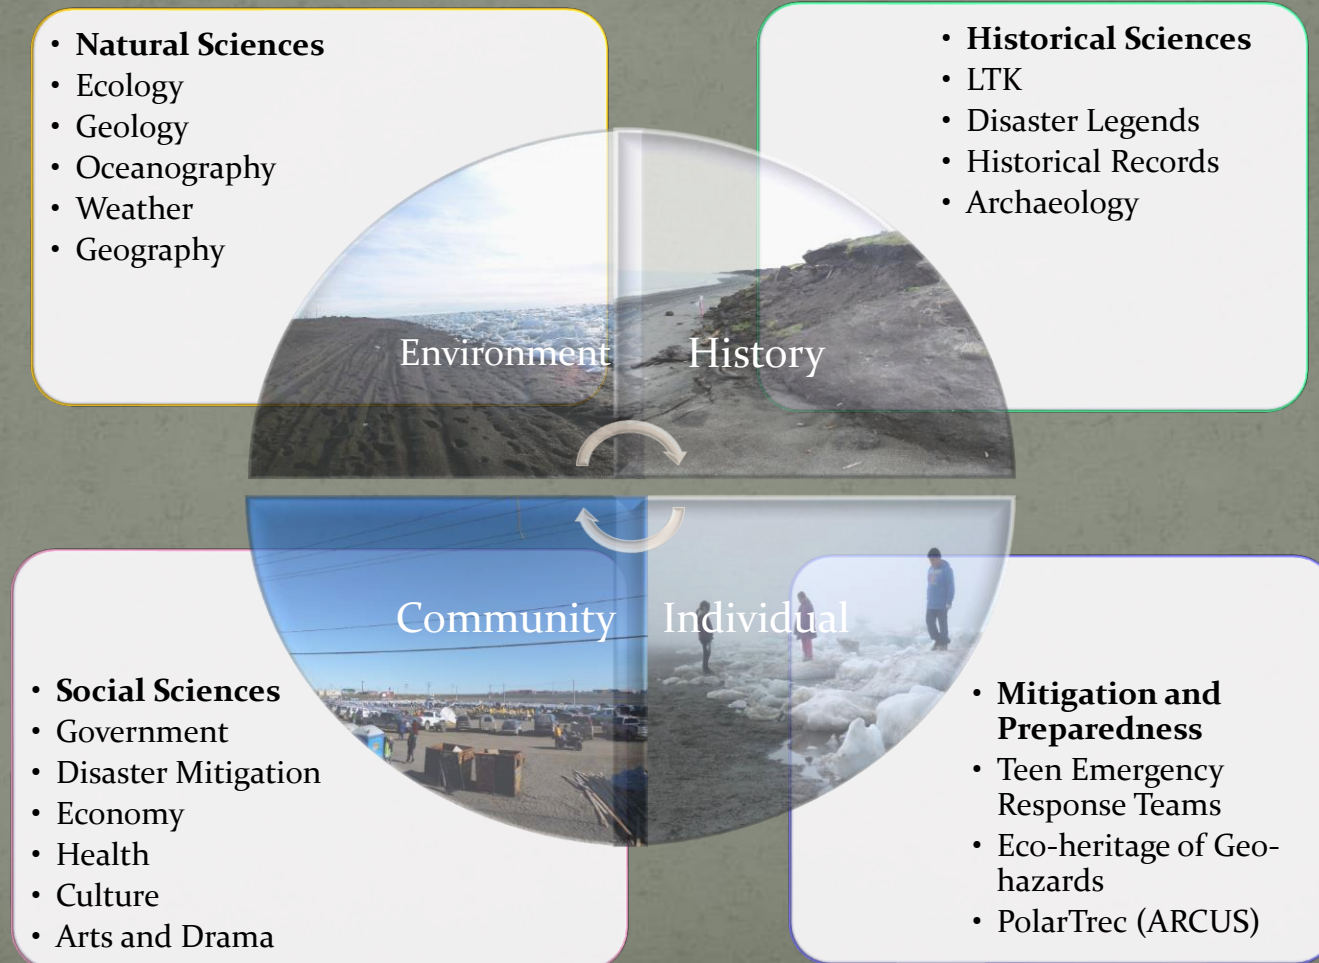 • Natural Sciences
• Ecology
• Geology
• Oceanography
• Weather
• Geography
• Historical Sciences
• LTK
• Disaster Legends
• Historical Records
• Archaeology
Environment
History
Community
Individual
• Social Sciences
• Government
• Disaster Mitigation
• Economy
• Health
• Culture
• Arts and Drama
• Mitigation and
Preparedness
• Teen Emergency
Response Teams
• Eco-heritage of Geo-
hazards
• PolarTrec (ARCUS)